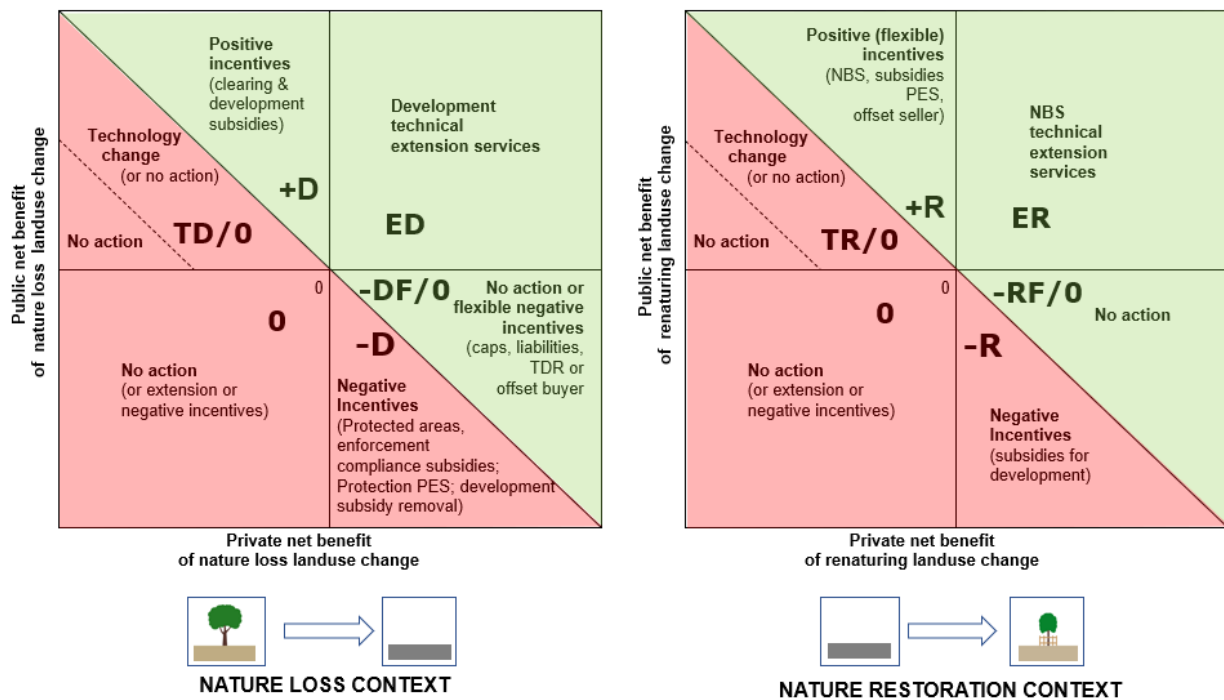 Public net benefit
of nature loss landuse change
Positive
incentives
(clearing &
development
subsidies)
Development
technical
extension services
Technology
change
(or no action)
+D
No action
TD/0
ED
0
-DF/0
No action or
flexible negative
incentives
(caps, liabilities,
TDR or
offset buyer
0
-D
No action
(or extension or
negative incentives)
Negative
Incentives
(Protected areas,
enforcement
compliance subsidies;
Protection PES; development
subsidy removal)
Private net benefit
of nature loss landuse change
NATURE LOSS CONTEXT
Public net benefit
of renaturing landuse change
Positive (flexible)
incentives
(NBS, subsidies
PES,
offset seller)
NBS
technical
extension
services
Technology
change
(or no action)
+R
No action
TR/0
ER
0
-RF/0
No action
0
-R
No action
(or extension or
negative incentives)
Negative
Incentives
(subsidies for
development)
Private net benefit
of renaturing landuse change
NATURE RESTORATION CONTEXT